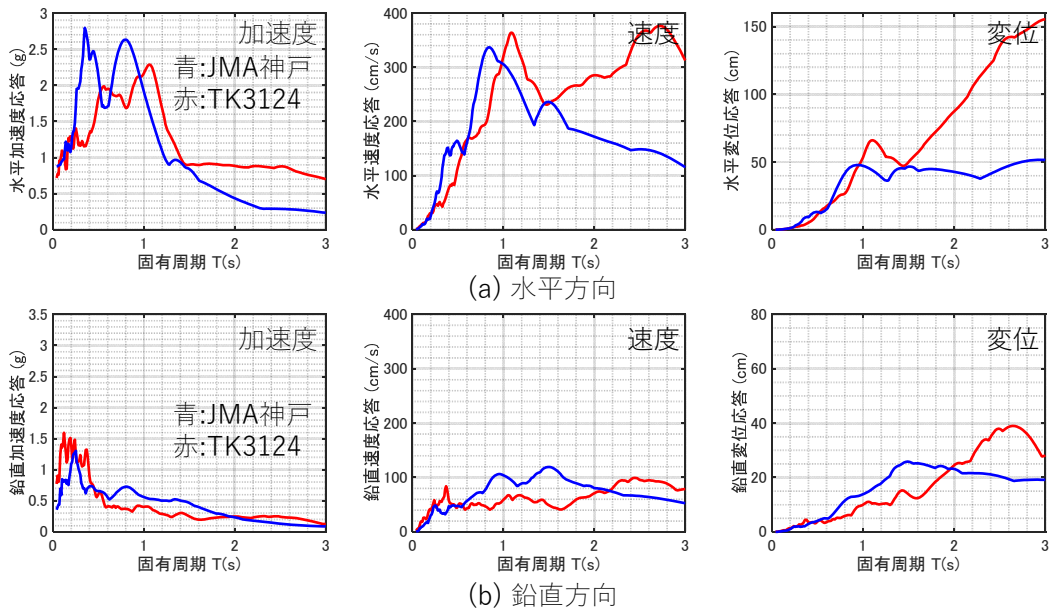 加速度
青:JMA神戸
赤:TK3124
水平加速度応答 (g)
3
2.5
2
1.5
1
0.5
0
0
1
2
3
固有周期 T(s)
速度
水平速度応答 (cm/s)
400
300
200
100
0
0
1
2
3
固有周期 T(s)
変位
水平変位応答 (cm)
150
100
50
0
0
1
2
3
固有周期 T(s)
(a) 水平方向
加速度
青:JMA神戸
赤:TK3124
鉛直加速度応答 (g)
3.5
3
2.5
2
1.5
1
0.5
0
0
1
2
3
固有周期 T(s)
速度
鉛直速度応答 (cm/s)
400
300
200
100
0
0
1
2
3
固有周期 T(s)
変位
鉛直変位応答 (cm)
80
60
40
20
0
0
1
2
3
固有周期 T(s)
(b) 鉛直方向